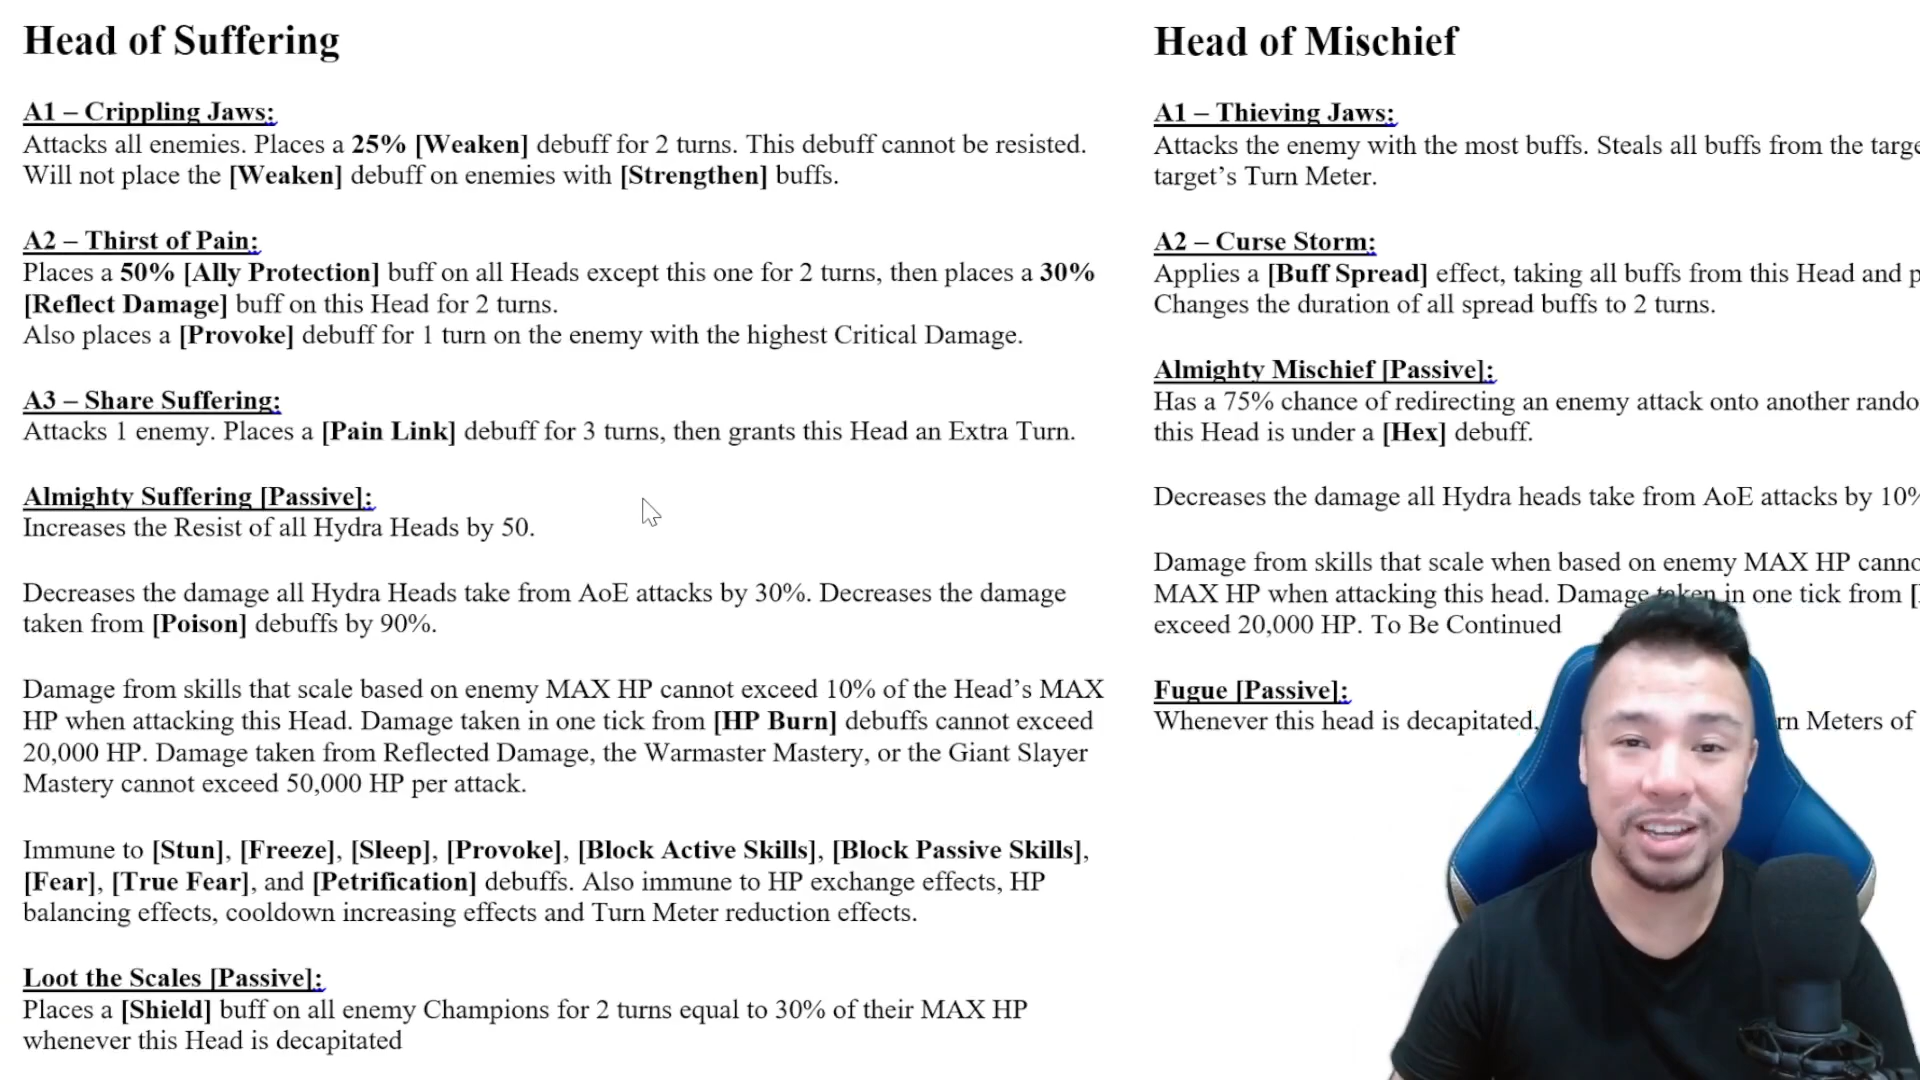 Head of Suffering
A1 – Crippling Jaws:
Attacks all enemies. Places a 25% [Weaken] debuff for 2 turns. This debuff cannot be resisted.
Will not place the [Weaken] debuff on enemies with [Strengthen] buffs.
A2 – Thirst of Pain:
Places a 50% [Ally Protection] buff on all Heads except this one for 2 turns, then places a 30%
[Reflect Damage] buff on this Head for 2 turns.
Also places a [Provoke] debuff for 1 turn on the enemy with the highest Critical Damage.
A3 – Share Suffering:
Attacks 1 enemy. Places a [Pain Link] debuff for 3 turns, then grants this Head an Extra Turn.
Almighty Suffering [Passive]:
Increases the Resist of all Hydra Heads by 50.
Decreases the damage all Hydra Heads take from AoE attacks by 30%. Decreases the damage
taken from [Poison] debuffs by 90%.
Damage from skills that scale based on enemy MAX HP cannot exceed 10% of the Head’s MAX
HP when attacking this Head. Damage taken in one tick from [HP Burn] debuffs cannot exceed
20,000 HP. Damage taken from Reflected Damage, the Warmaster Mastery, or the Giant Slayer
Mastery cannot exceed 50,000 HP per attack.
Immune to [Stun], [Freeze], [Sleep], [Provoke], [Block Active Skills], [Block Passive Skills],
[Fear], [True Fear], and [Petrification] debuffs. Also immune to HP exchange effects, HP
balancing effects, cooldown increasing effects and Turn Meter reduction effects.
Loot the Scales [Passive]:
Places a [Shield] buff on all enemy Champions for 2 turns equal to 30% of their MAX HP
whenever this Head is decapitated
Head of Mischief
A1 – Thieving Jaws:
Attacks the enemy with the most buffs. Steals all buffs from the targe
target’s Turn Meter.
A2 – Curse Storm:
Applies a [Buff Spread] effect, taking all buffs from this Head and p
Changes the duration of all spread buffs to 2 turns.
Almighty Mischief [Passive]:
Has a 75% chance of redirecting an enemy attack onto another rando
this Head is under a [Hex] debuff.
Decreases the damage all Hydra heads take from AoE attacks by 10%
Damage from skills that scale when based on enemy MAX HP canno
MAX HP when attacking this head. Damage taken in one tick from [
exceed 20,000 HP. To Be Continued
Fugue [Passive]:
Whenever this head is decapitated, rn Meters of